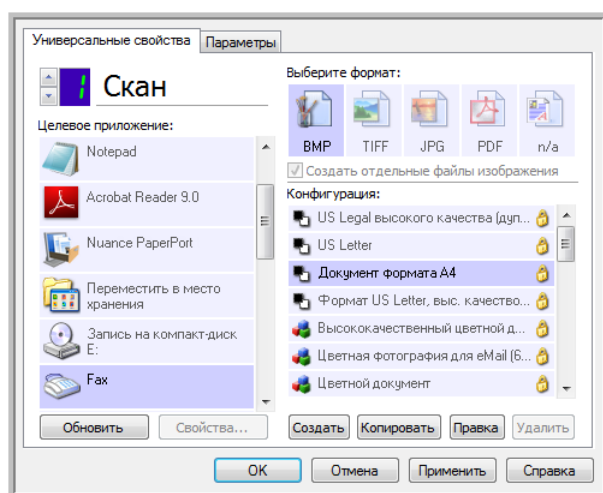 Универсальные свойства
Параметры
1 Скан
Целевое приложение:
Notepad
Acrobat Reader 9.0
Nuance PaperPort
Переместить в место
хранения
Запись на компакт-диск
E:
Fax
Обновить
Свойства...
Выберите формат:
BMP TIFF JPG PDF n/a
Создать отдельные файлы изображения
Конфигурация:
US Legal высокого качества (дуп...
US Letter
Документ формата A4
Формат US Letter, выс. качество...
Высококачественный цветной д...
Цветная фотография для eMail (6...
Цветной документ
Создать Копировать Правка Удалить
OK Отмена Применить Справка